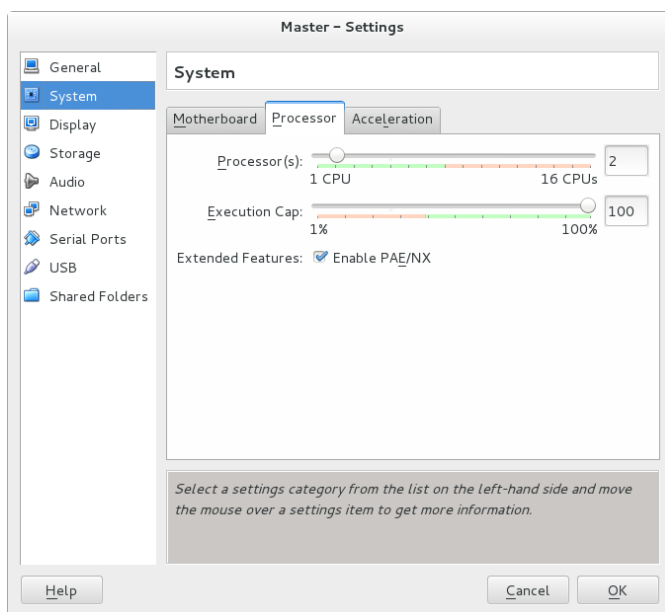 Master – Settings
General
System
Display
Storage
Audio
Network
Serial Ports
USB
Shared Folders
System
Motherboard Processor Acceleration
Processor(s): 2
1 CPU 16 CPUs
Execution Cap: 100
1% 100%
Extended Features: Enable PAE/NX
Select a settings category from the list on the left-hand side and move
the mouse over a settings item to get more information.
Help Cancel OK